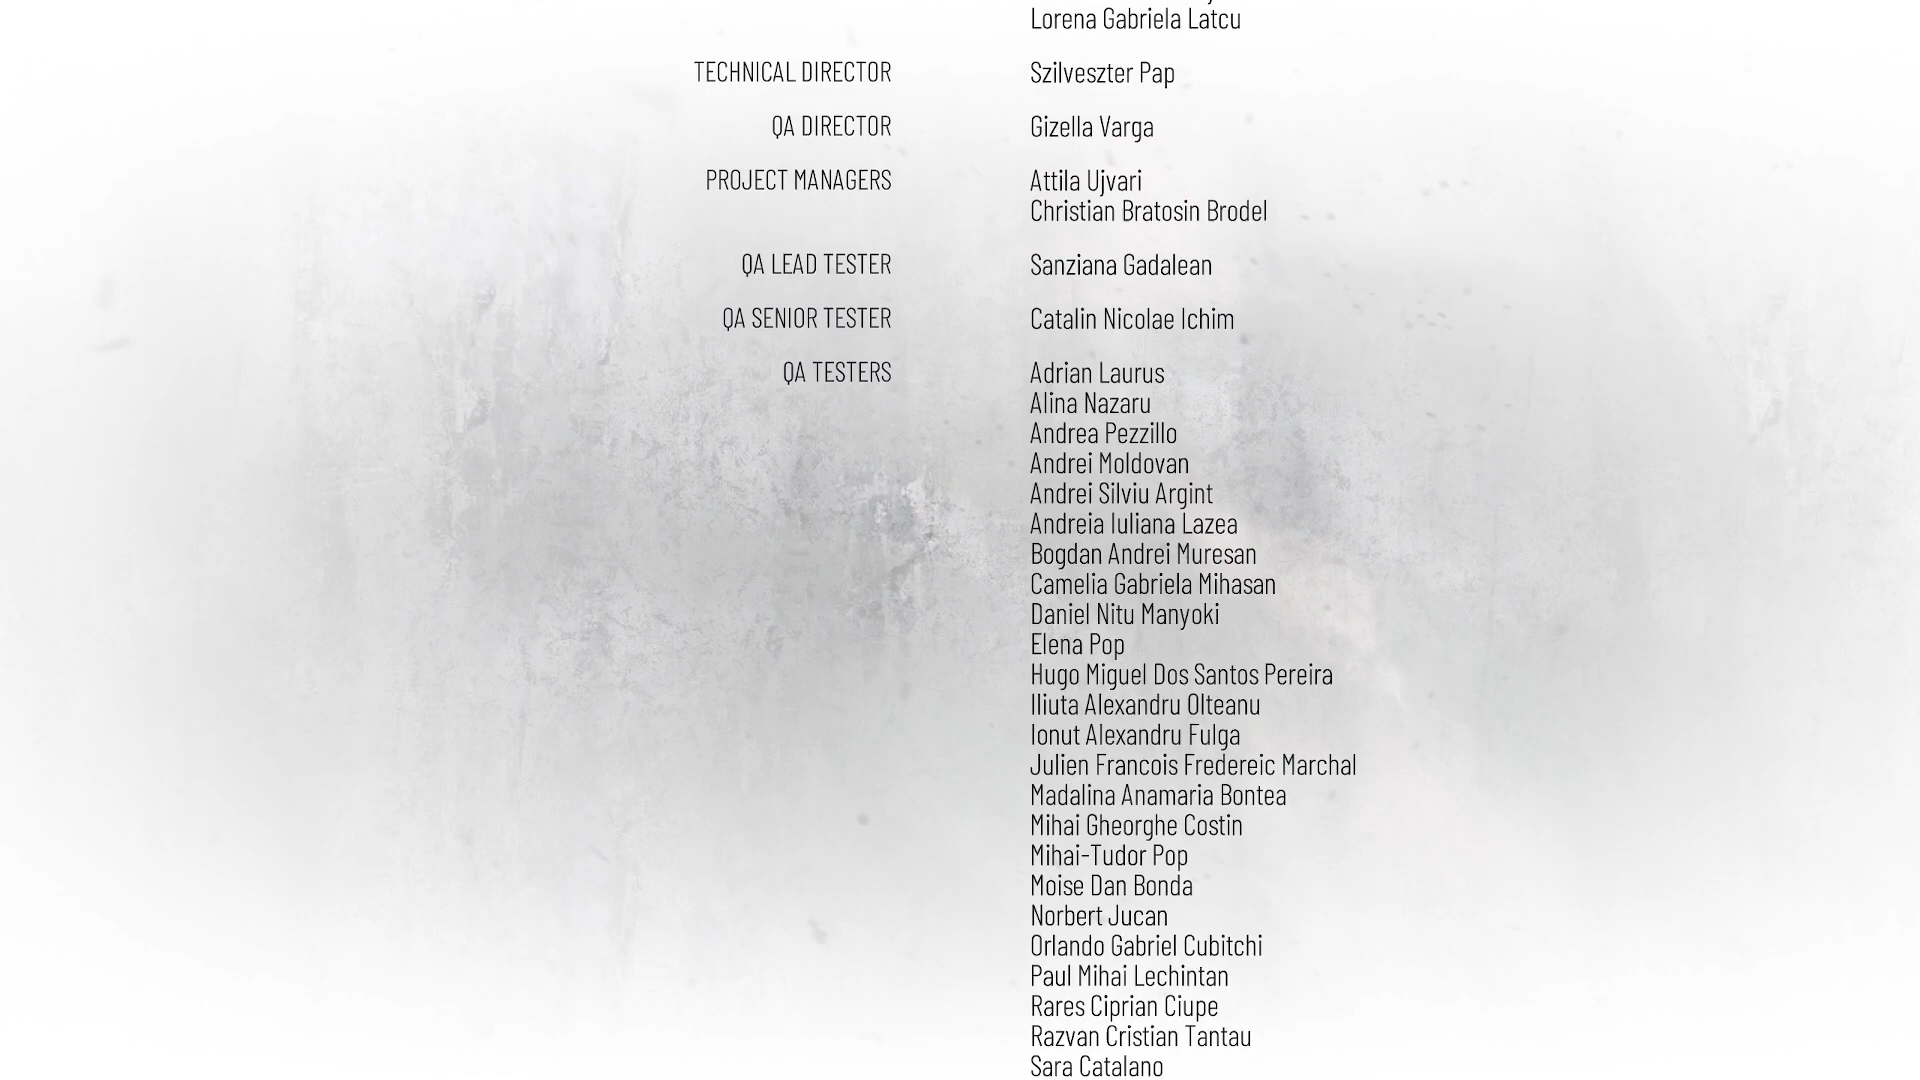 Lorena Gabriela Latcu
TECHNICAL DIRECTOR Szilveszter Pap
QA DIRECTOR Gizella Varga
PROJECT MANAGERS Attila Ujvari
Christian Bratosin Brodel
QA LEAD TESTER Sanziana Gadalean
QA SENIOR TESTER Catalin Nicolae Ichim
QA TESTERS Adrian Laurus
Alina Nazaru
Andrea Pezzillo
Andrei Moldovan
Andrei Silviu Argint
Andreia Iuliana Lazea
Bogdan Andrei Muresan
Camelia Gabriela Mihasan
Daniel Nitu Manyoki
Elena Pop
Hugo Miguel Dos Santos Pereira
Iliuta Alexandru Olteanu
Ionut Alexandru Fulga
Julien Francois Fredereic Marchal
Madalina Anamaria Bontea
Mihai Gheorghe Costin
Mihai-Tudor Pop
Moise Dan Bonda
Norbert Jucan
Orlando Gabriel Cubitchi
Paul Mihai Lechintan
Rares Ciprian Ciupe
Razvan Cristian Tantau
Sara Catalano